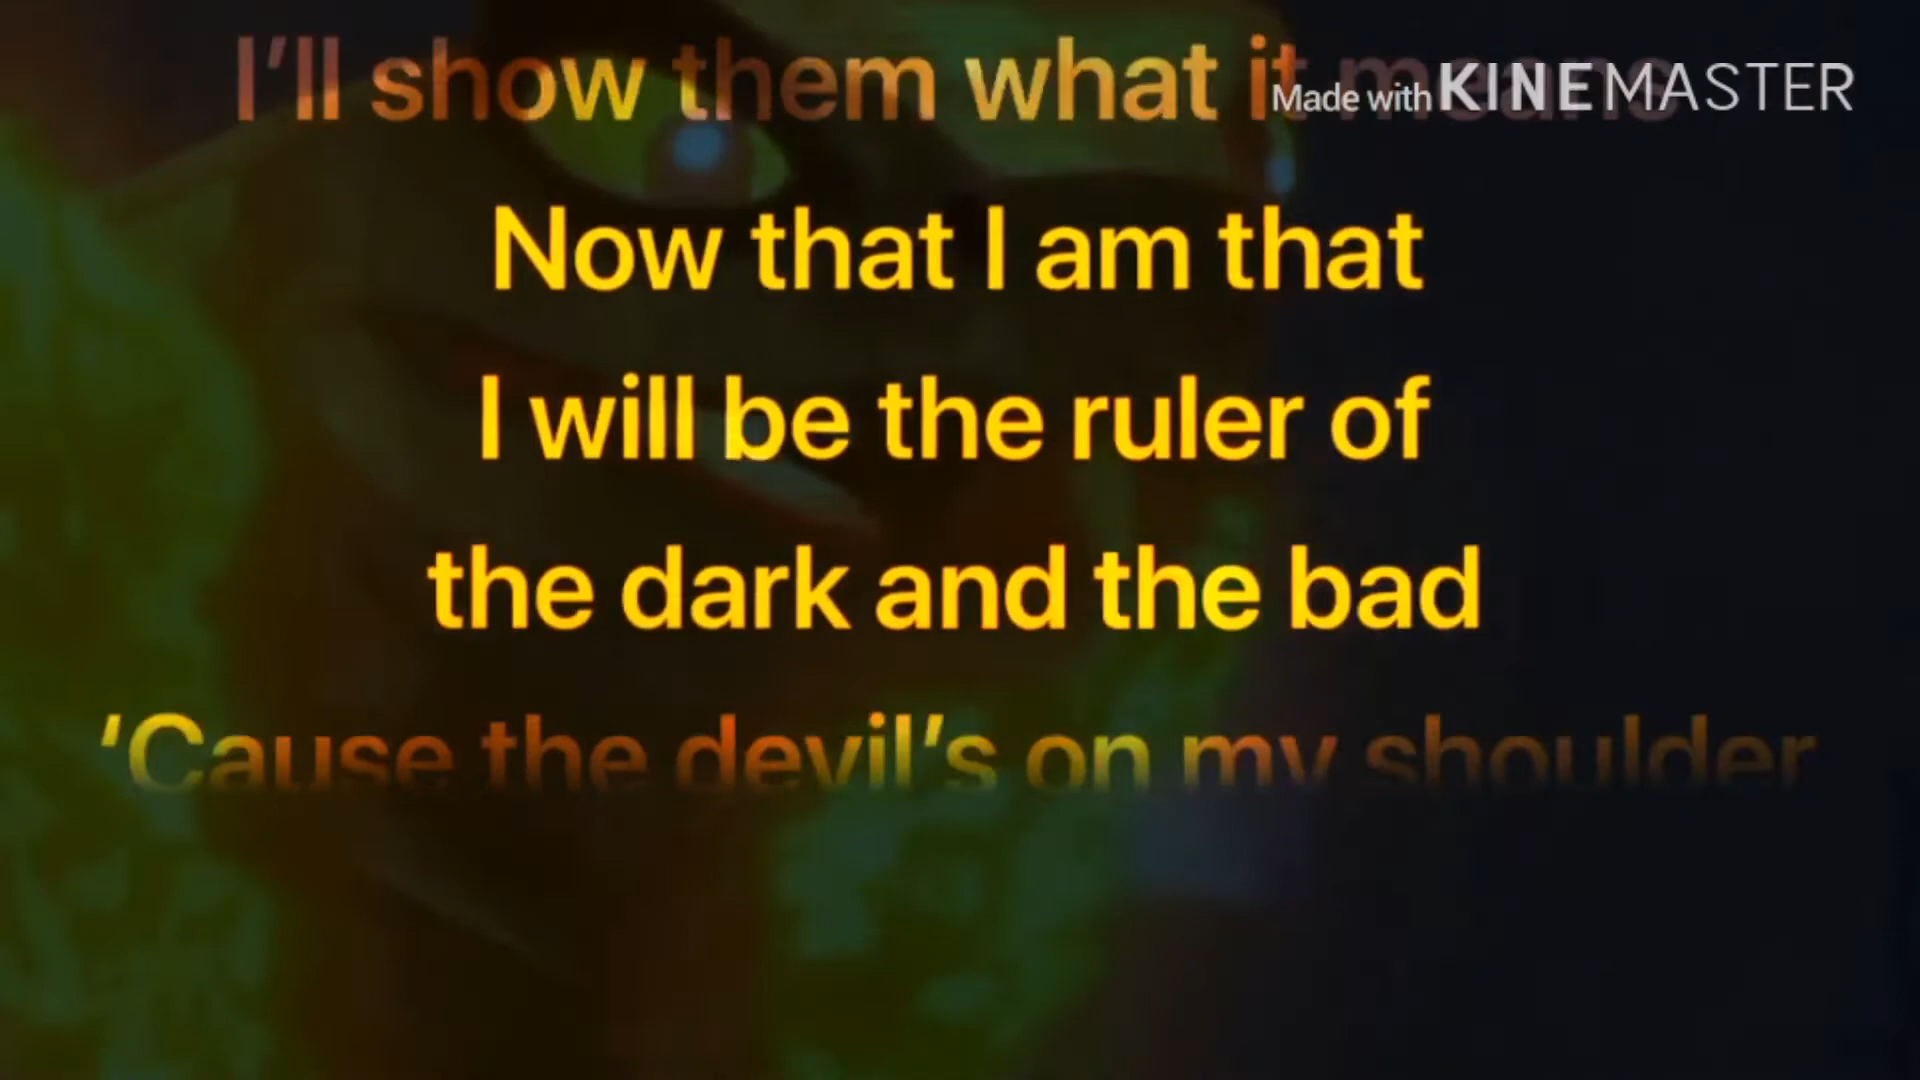 I’ll show them what it means
Made with KINEMASTER
Now that I am that
I will be the ruler of
the dark and the bad
‘Cause the devil’s on my shoulder